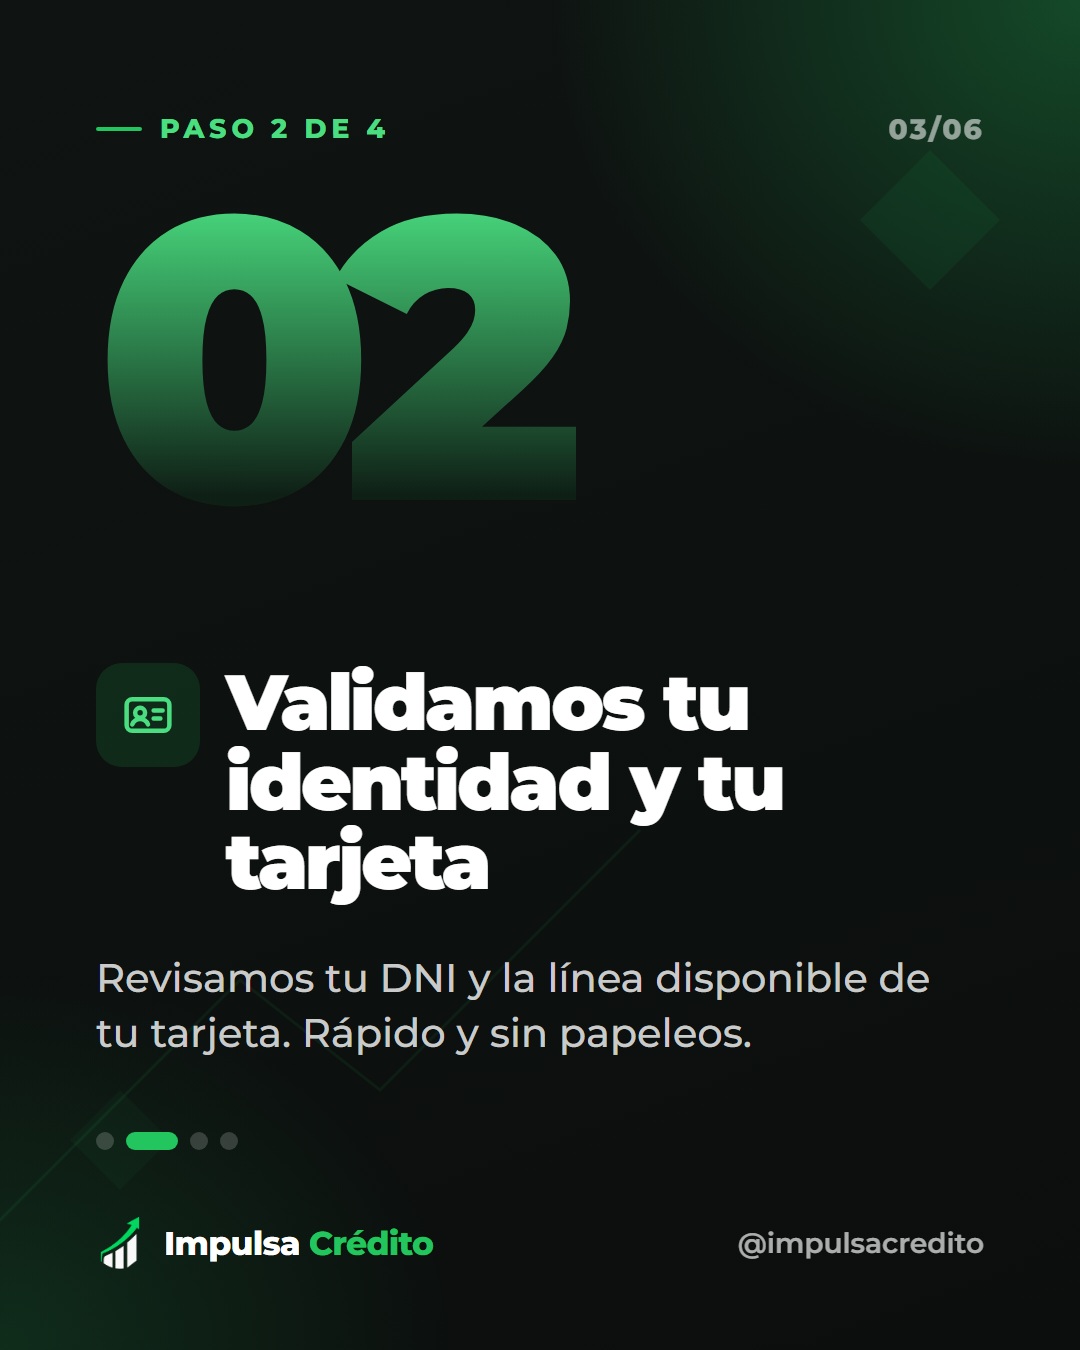 PASO 2 DE 4
03/06
02
Validamos tu
identidad y tu
tarjeta
Revisamos tu DNI y la línea disponible de
tu tarjeta. Rápido y sin papeleos.
Impulsa Crédito
@impulsacredito